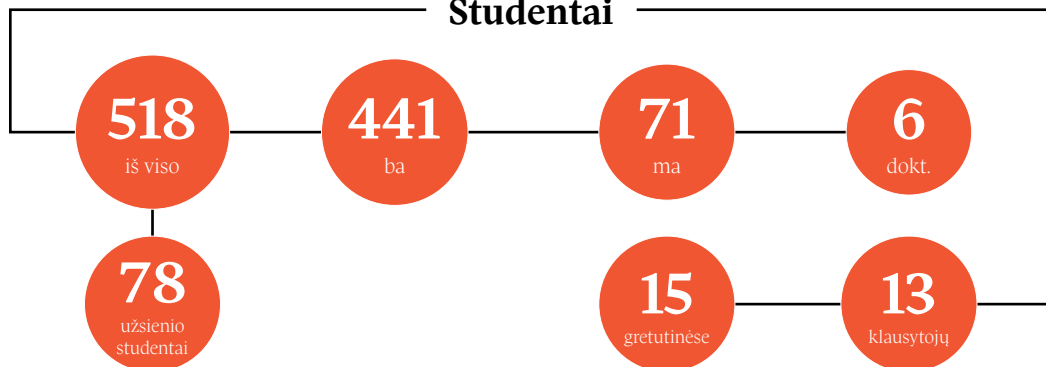 Studentai
518
iš viso
441
ba
71
ma
6
dokt.
78
užsienio
studentai
15
gretutinėse
13
klausytojų